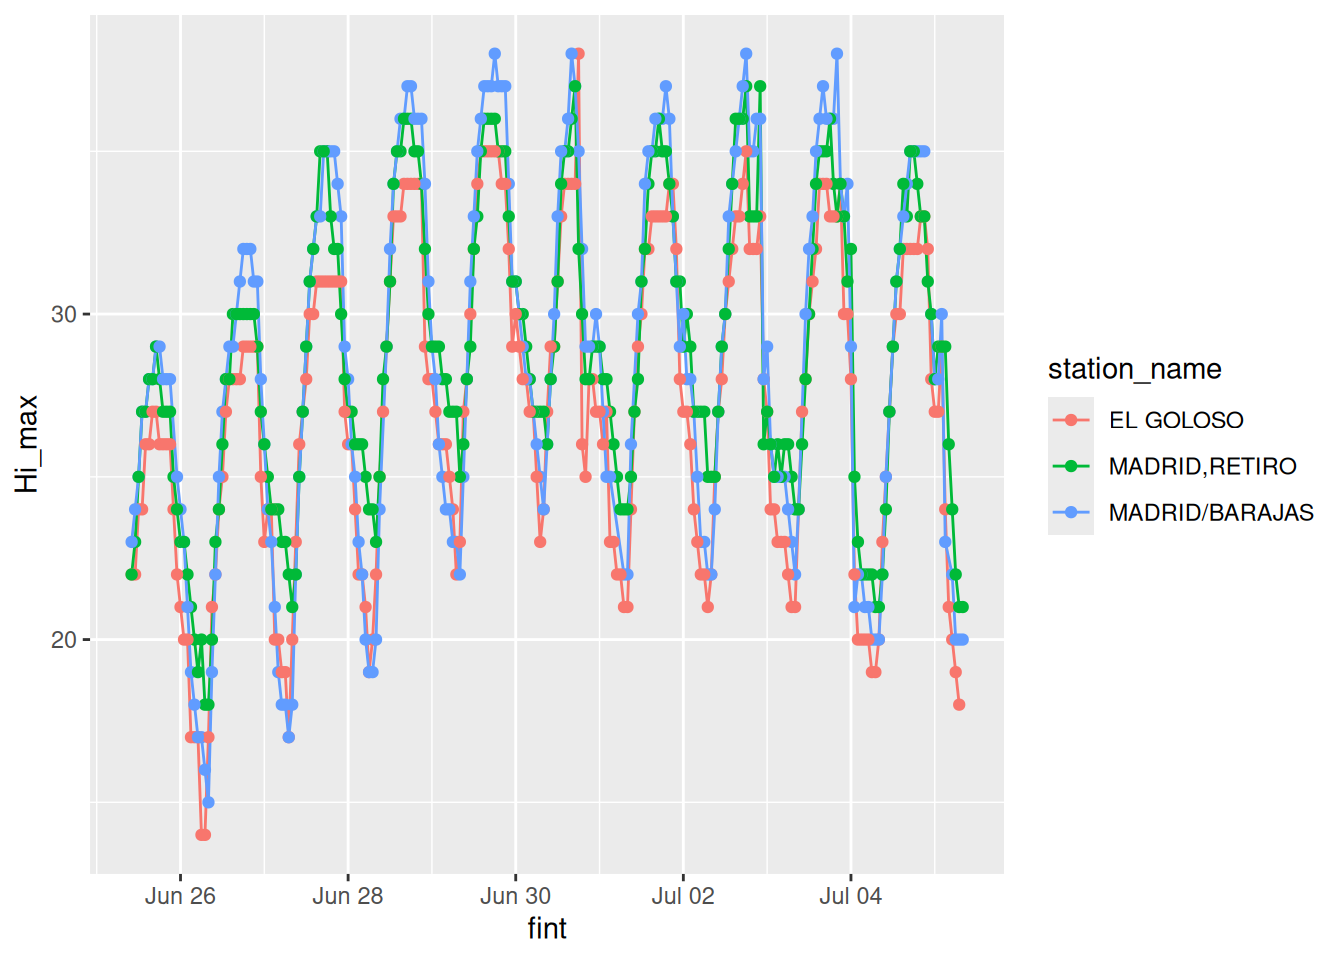 Hi_max
30
20
Jun 26
Jun 28
Jun 30
Jul 02
Jul 04
fint
station_name
EL GOLOSO
MADRID,RETIRO
MADRID/BARAJAS